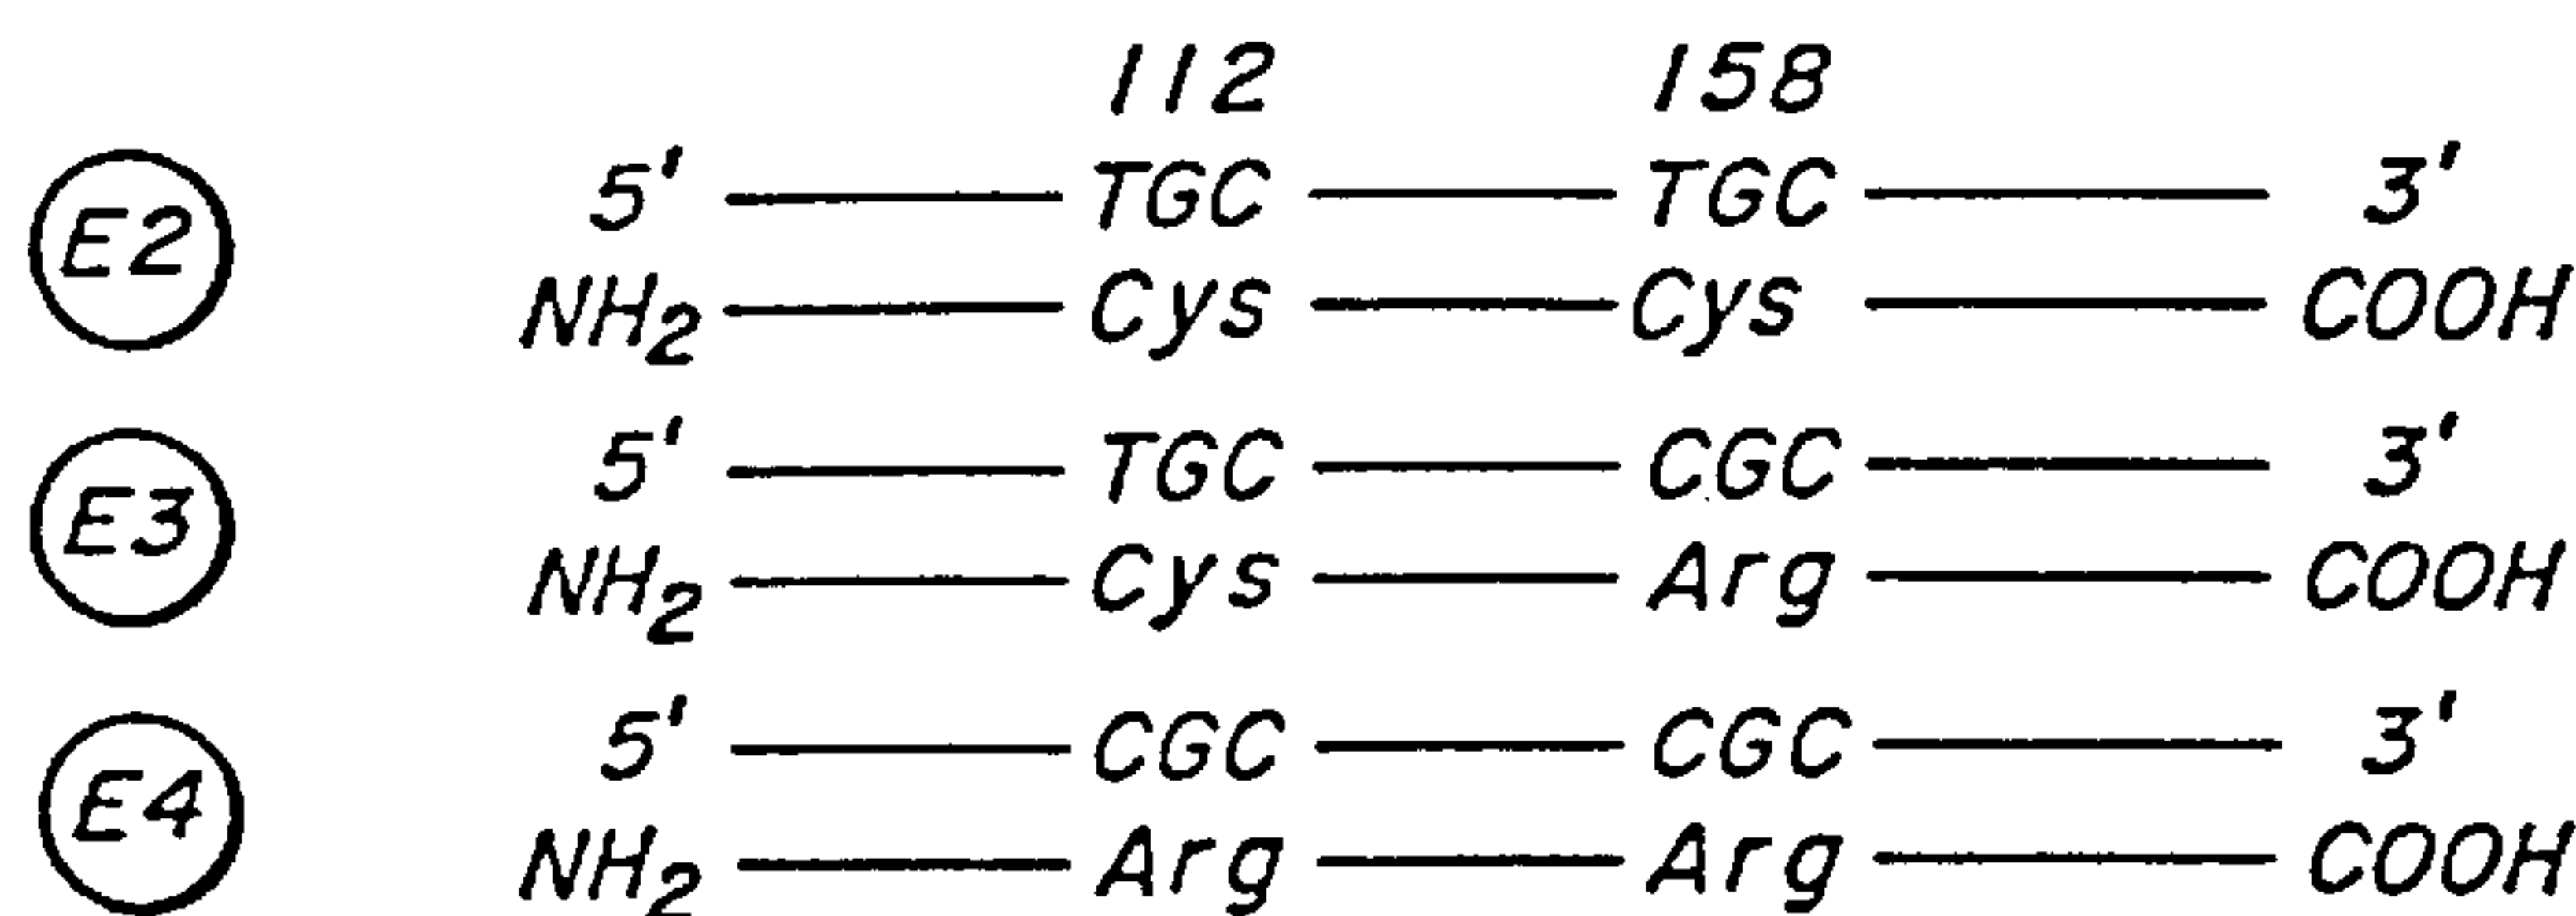 112 158
5' TGC TGC 3'
E2
NH2 Cys Cys COOH
5' TGC CGC 3'
E3
NH2 Cys Arg COOH
5' CGC CGC 3'
E4
NH2 Arg Arg COOH